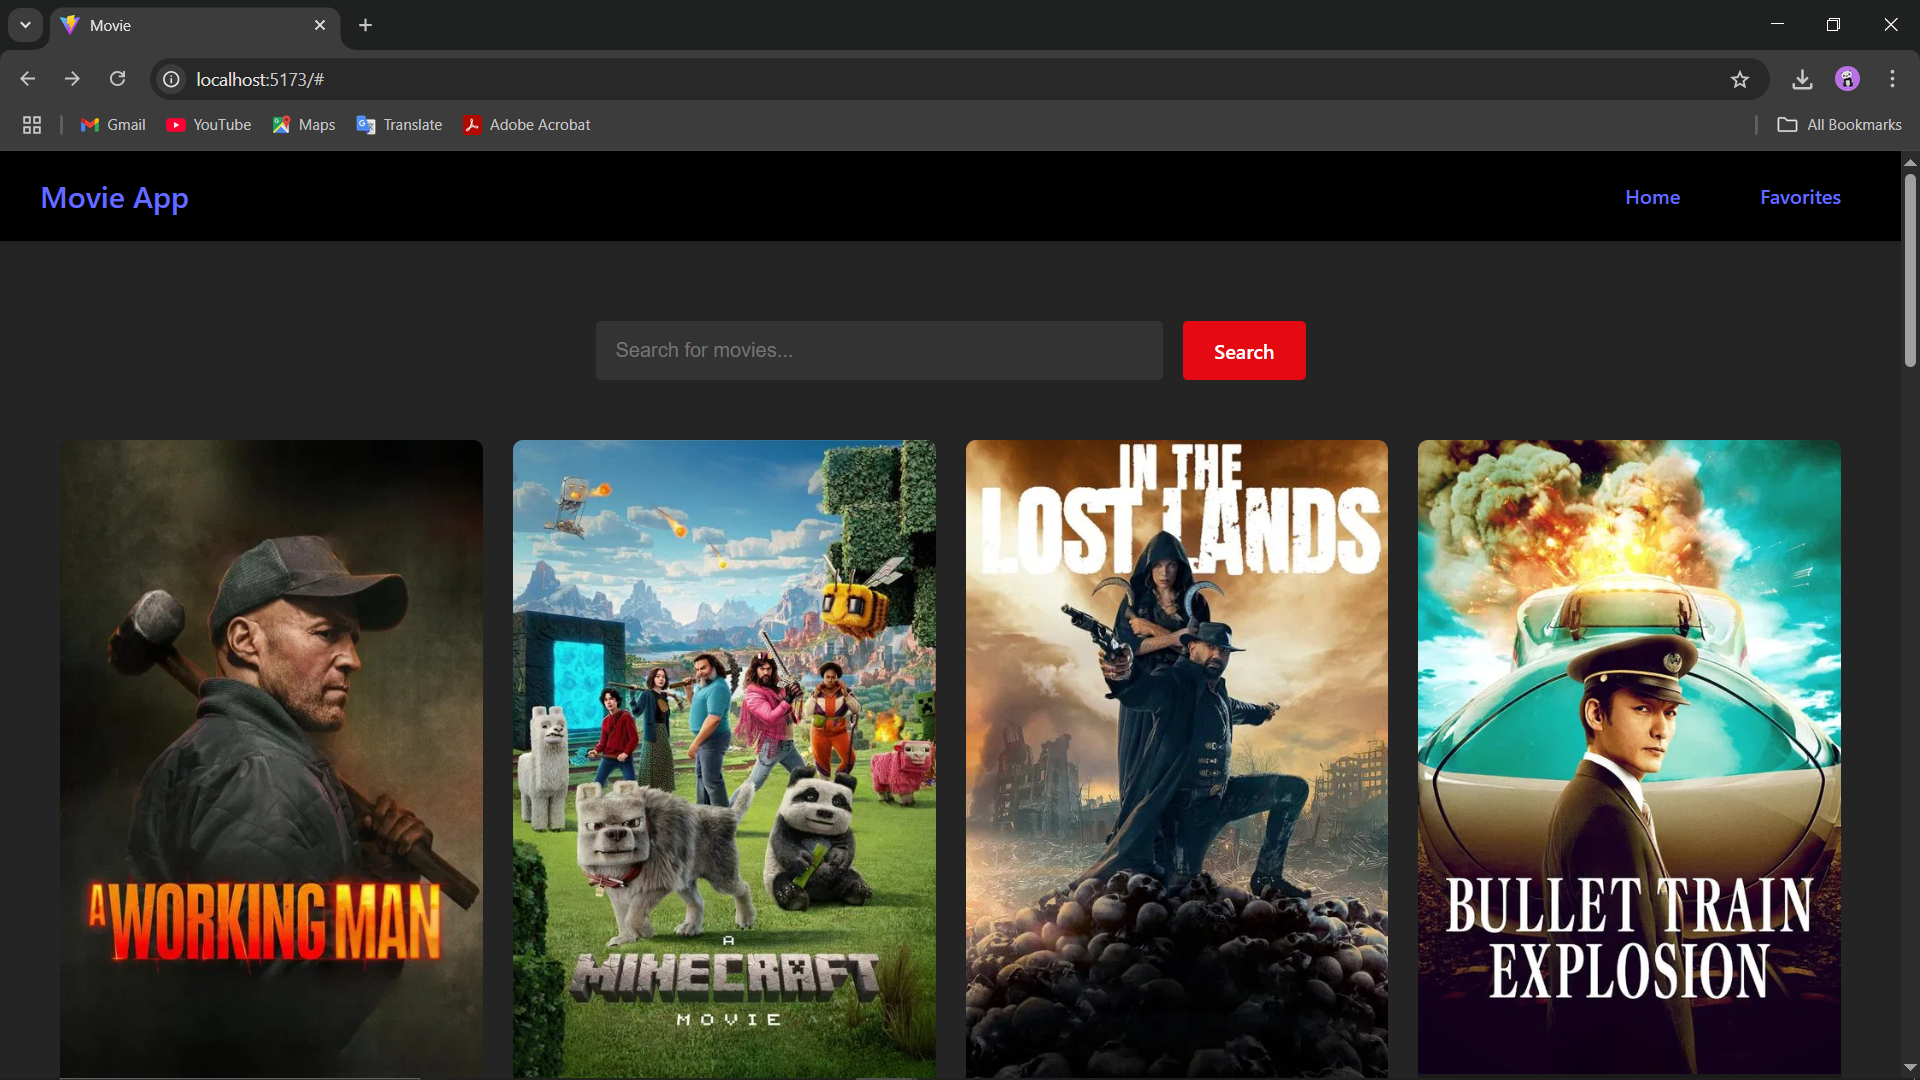 Movie
localhost:5173/#
Gmail
YouTube
Maps
Translate
Adobe Acrobat
All Bookmarks
Movie App
Home
Favorites
Search for movies...
Search
A WORKING MAN
A
MINECRAFT
MOVIE
IN THE
LOST LANDS
BULLET TRAIN
EXPLOSION